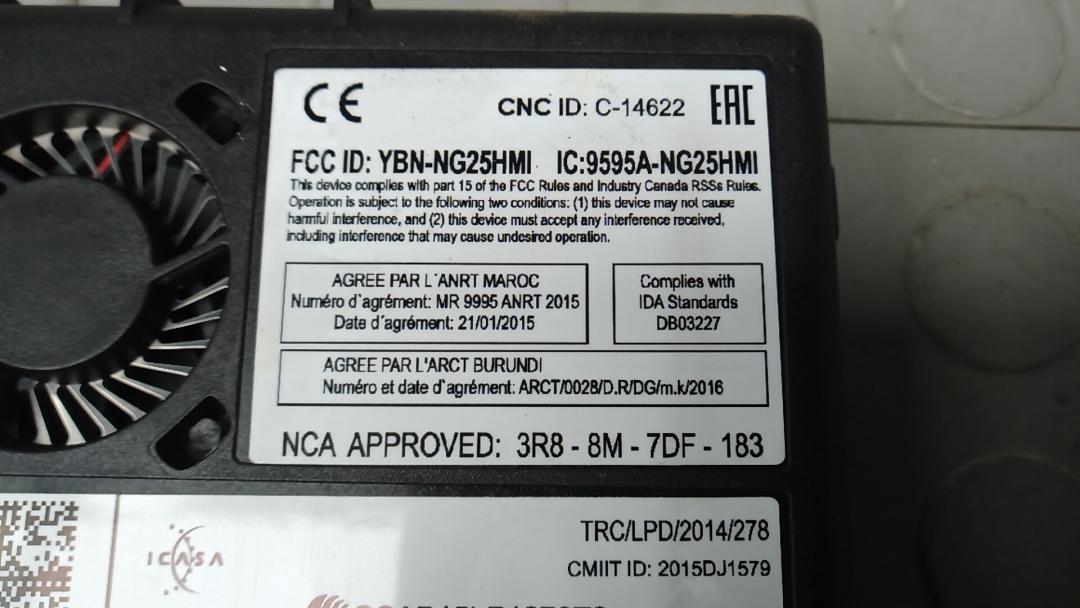 CE
CNC ID: C-14622
EAC
FCC ID: YBN-NG25HMI IC:9595A-NG25HMI
This device complies with part 15 of the FCC Rules and Industry Canada RSSs Rules.
Operation is subject to the following two conditions: (1) this device may not cause
harmful interference, and (2) this device must accept any interference received,
including interference that may cause undesired operation.
AGREE PAR L´ANRT MAROC
Numéro d´agrément: MR 9995 ANRT 2015
Date d´agrément: 21/01/2015
Complies with
IDA Standards
DB03227
AGREE PAR L'ARCT BURUNDI
Numéro et date d´agrément: ARCT/0028/D.R/DG/m.k/2016
NCA APPROVED: 3R8 - 8M - 7DF - 183
ICASA
TRC/LPD/2014/278
CMIIT ID: 2015DJ1579